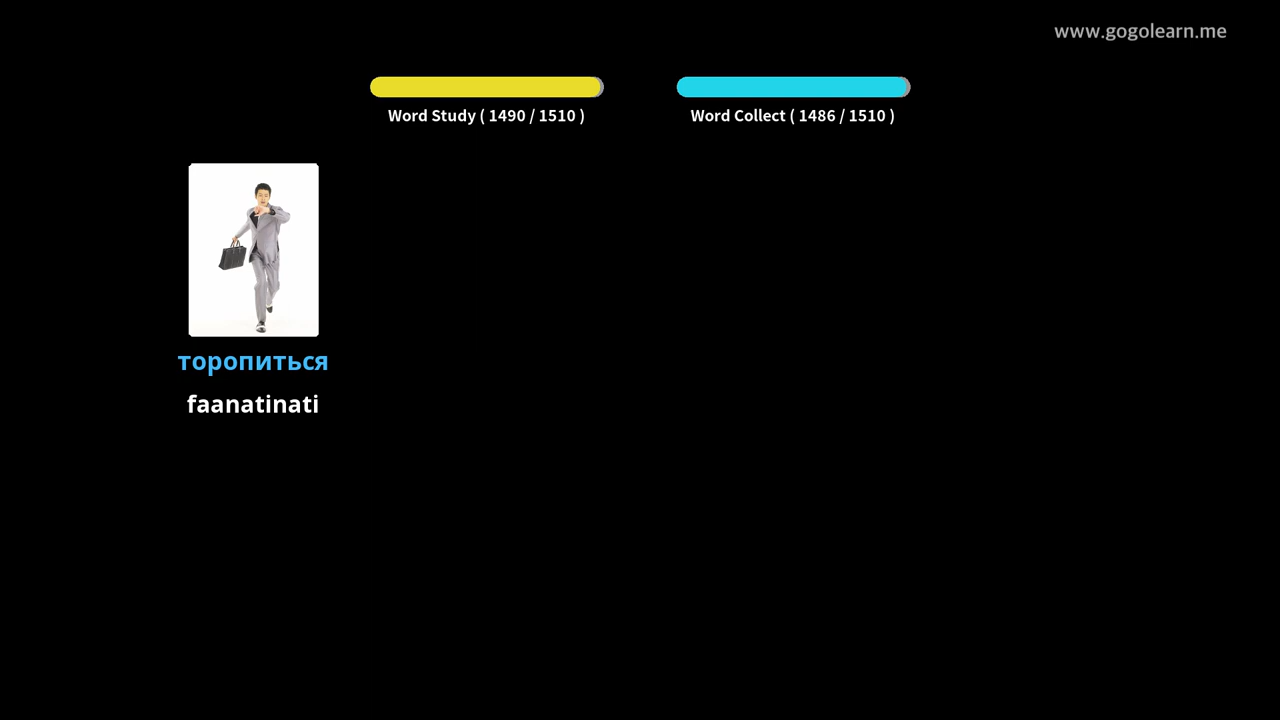 www.gogolearn.me
Word Study ( 1490 / 1510 )
Word Collect ( 1486 / 1510 )
торопиться
faanatinati